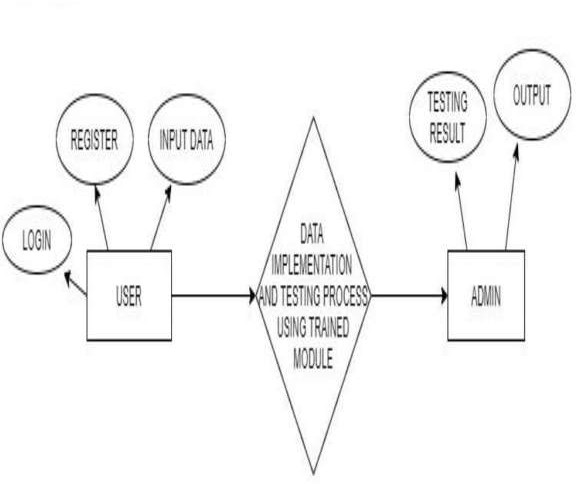 OUTPUT
TESTING
RESULT
REGISTER
INPUT DATA
LOGIN
DATA
IMPLEMENTATION
AND TESTING PROCESS
USING TRAINED
MODULE
USER
ADMIN